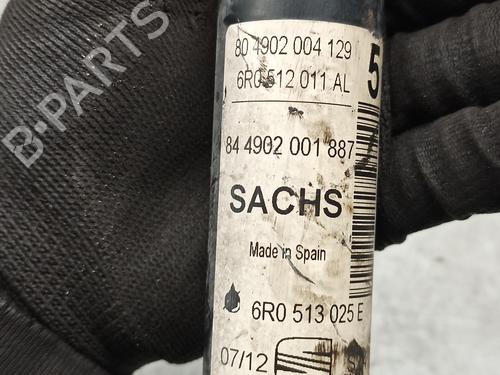 B-PARTS
80 4902 004 129
6R0 512 011 AL
5
84 4902 001 887
SACHS
Made in Spain
6R0 513 025 E
07/12